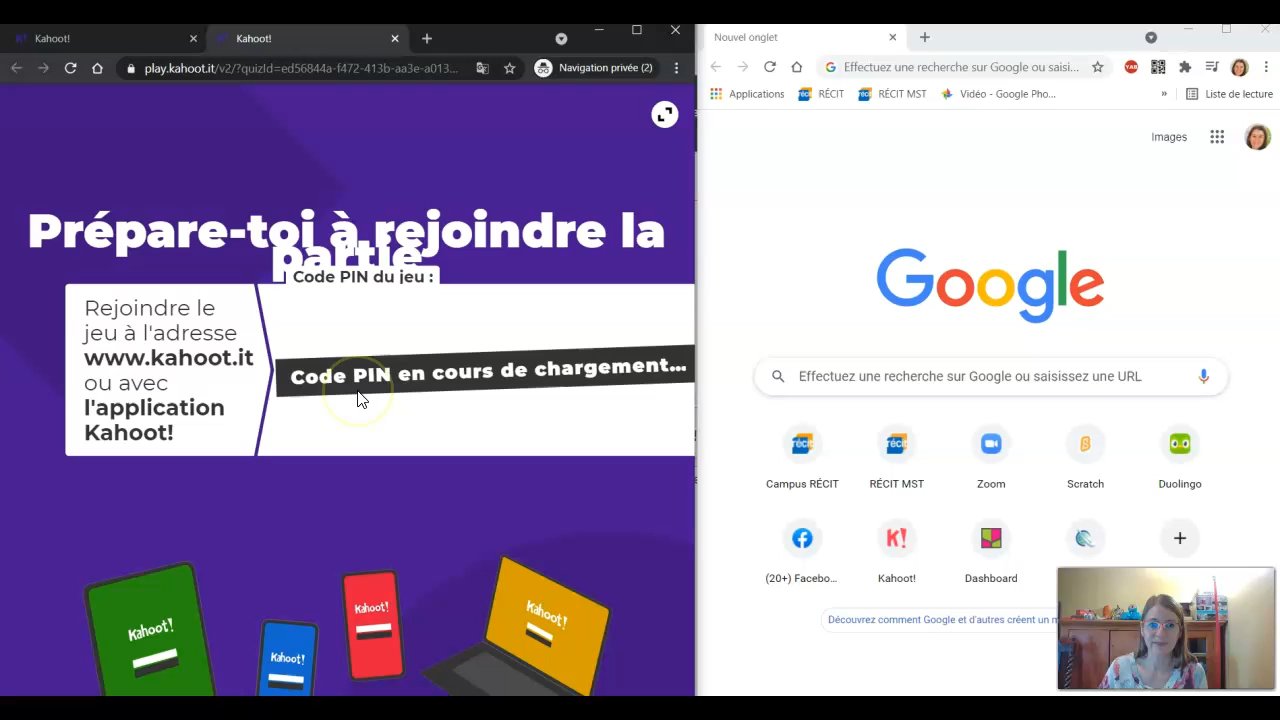 Kahoot!
Kahoot!
play.kahoot.it/v2/?quizId=ed56844a-f472-413b-aa3e-a013...
Navigation privée (2)
Prépare-toi à rejoindre la
partie
Code PIN du jeu :
Rejoindre le
jeu à l'adresse
www.kahoot.it
ou avec
l'application
Kahoot!
Code PIN en cours de chargement...
Kahoot!
Kahoot!
Kahoot!
Kahoot!
Nouvel onglet
Effectuez une recherche sur Google ou saisi...
Applications
RÉCIT
RÉCIT MST
Vidéo - Google Pho...
»
Liste de lecture
Images
Google
Effectuez une recherche sur Google ou saisissez une URL
Campus RÉCIT
RÉCIT MST
Zoom
Scratch
Duolingo
K!
(20+) Facebo...
Kahoot!
Dashboard
Découvrez comment Google et d'autres créent un